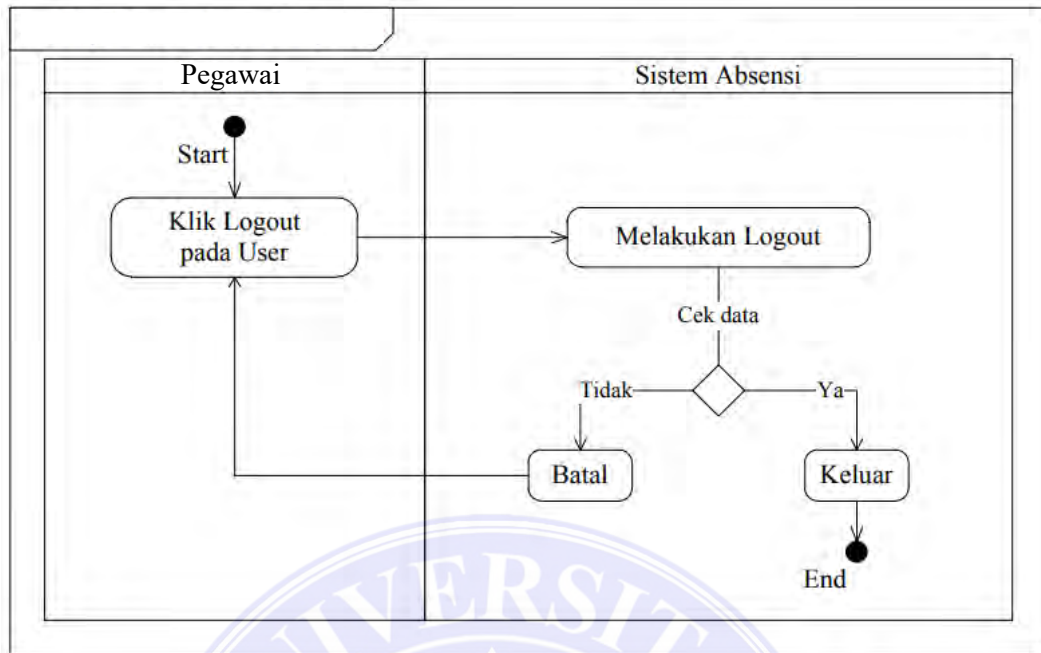 Pegawai
Sistem Absensi
Start
Klik Logout
pada User
Melakukan Logout
Cek data
Tidak
Ya
Batal
Keluar
End